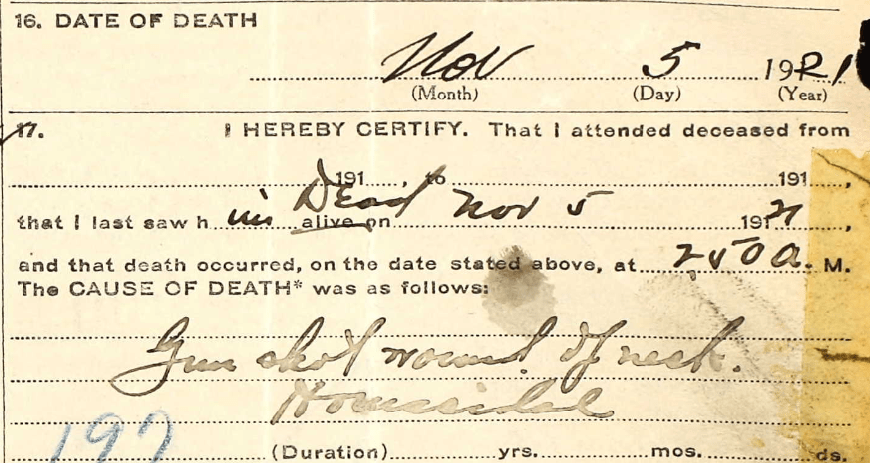 16. DATE OF DEATH
Nov 5 1921
(Month) (Day) (Year)
17. I HEREBY CERTIFY. That I attended deceased from
191 , to 191 ,
that I last saw him Dead alive on Nov 5 1921,
and that death occurred, on the date stated above, at 2 50 a. M.
The CAUSE OF DEATH* was as follows:
Gun shot wound of neck.
Homicidal
197
(Duration) yrs. mos. ds.